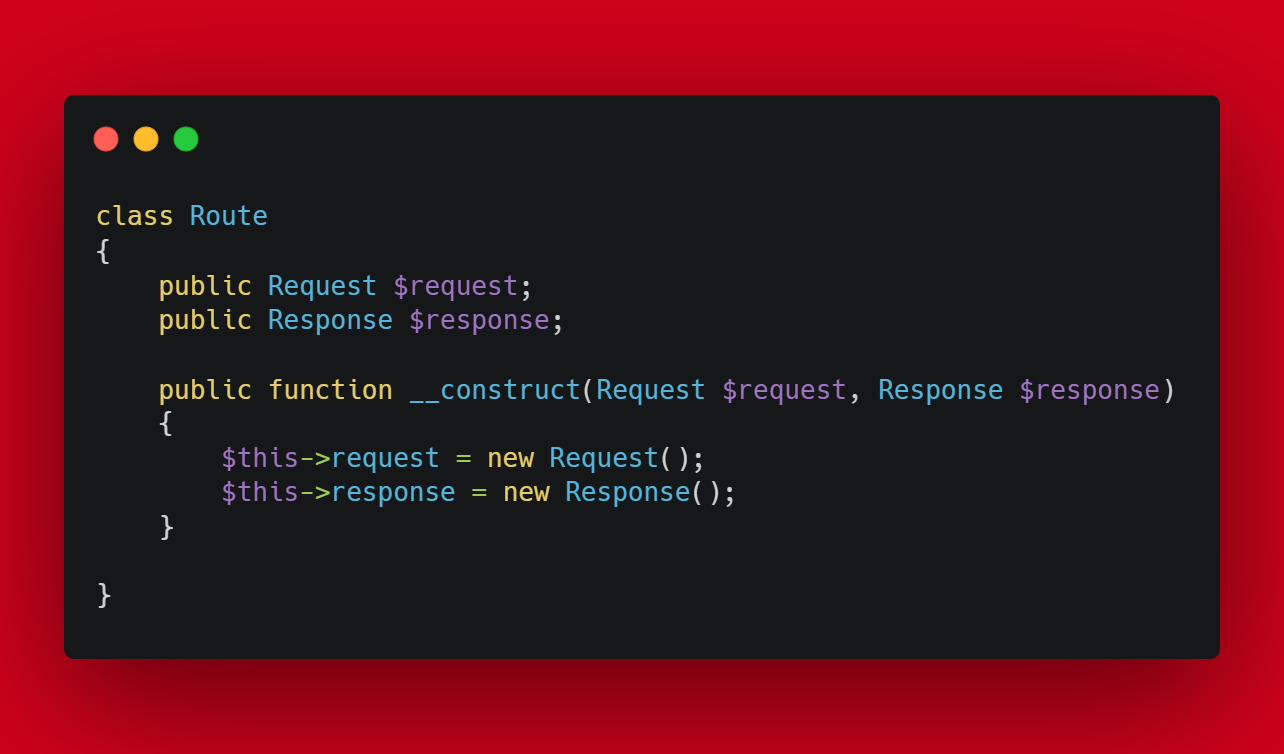 class Route
{
    public Request $request;
    public Response $response;

    public function __construct(Request $request, Response $response)
    {
        $this->request = new Request();
        $this->response = new Response();
    }

}